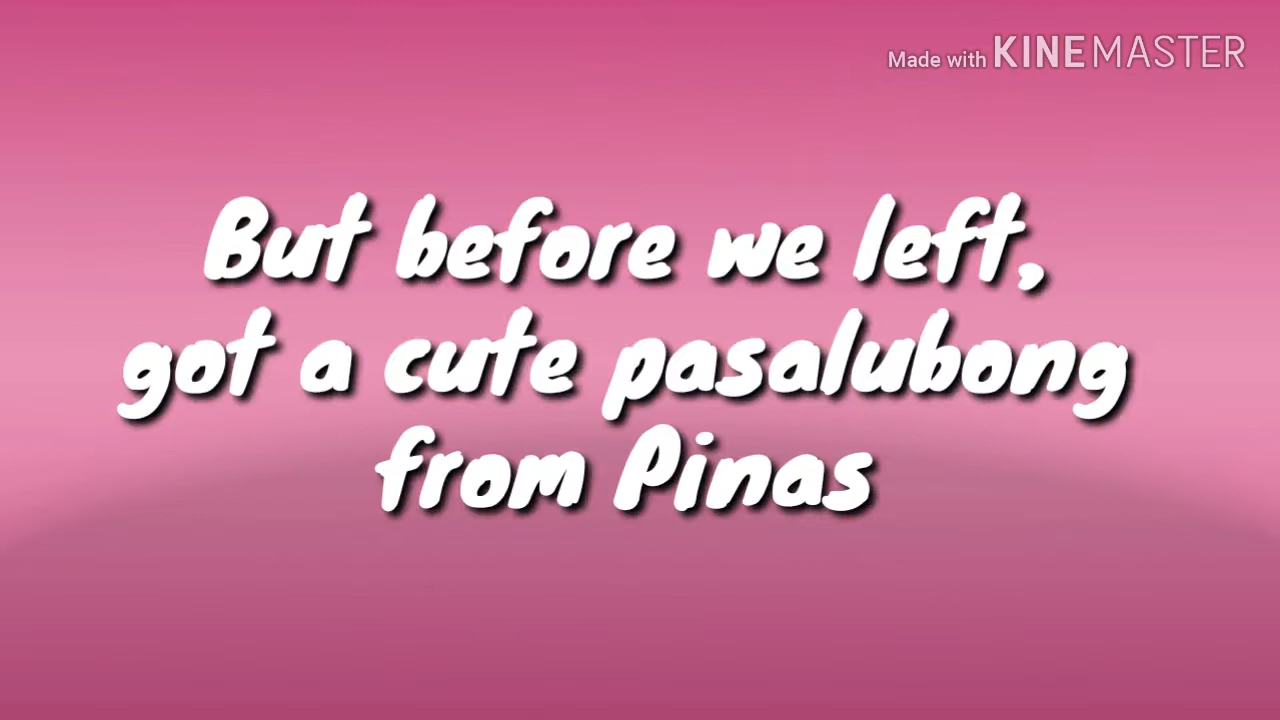 Made with KINEMASTER
But before we left,
got a cute pasalubong
from Pinas